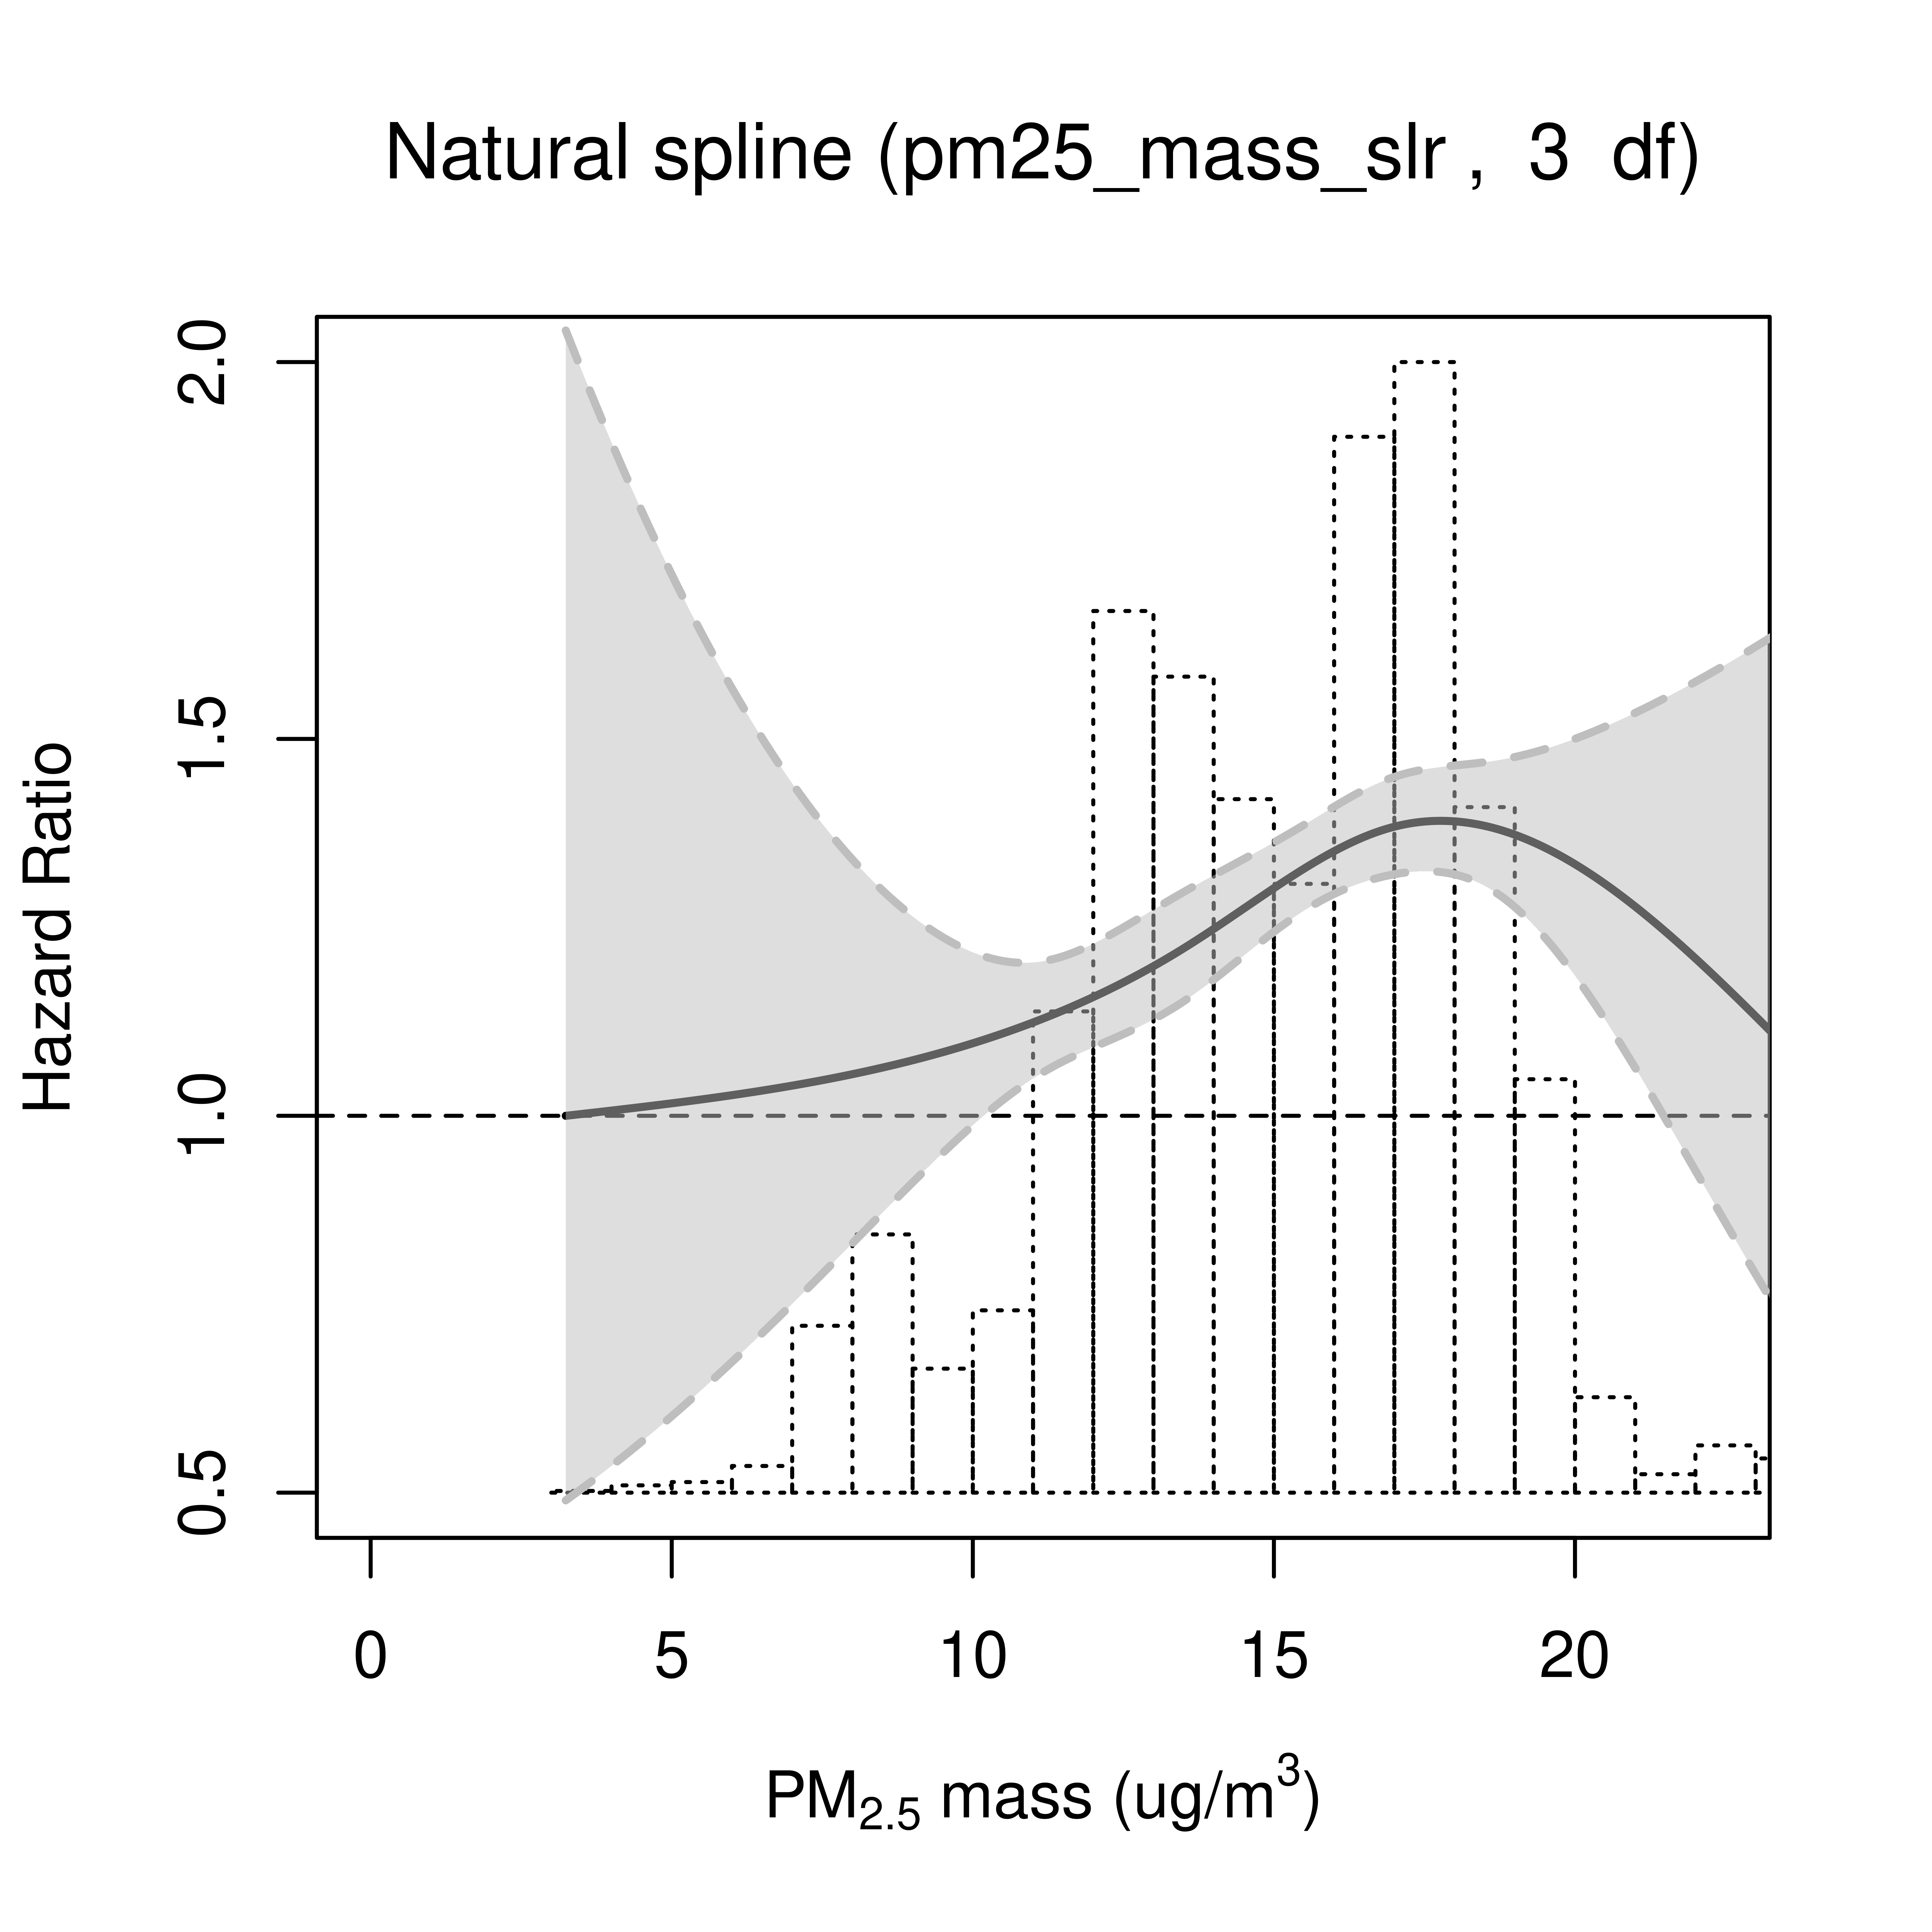 Natural spline (pm25_mass_slr , 3 df)
Hazard Ratio
2.0
1.5
1.0
0.5
0 5 10 15 20
PM2.5 mass (ug/m3)